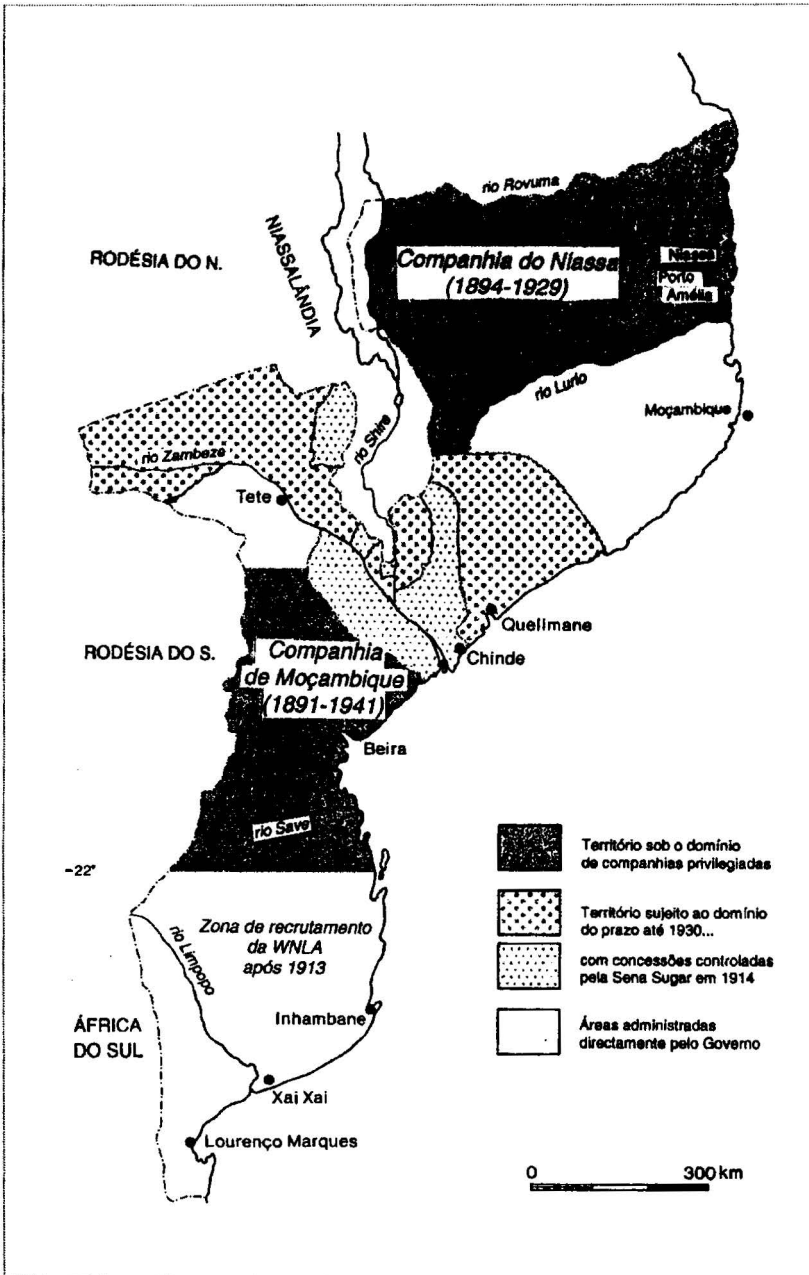 rio Rovuma
NIASSALÂNDIA
RODÉSIA DO N.
Companhia do Niassa
(1894-1929)
Niassa
Porto
Amélia
rio Lurio
Moçambique
rio Shire
rio Zambeze
Tete
Quelimane
Chinde
RODÉSIA DO S.
Companhia
de Moçambique
(1891-1941)
Beira
rio Save
-22°
Zona de recrutamento
da WNLA
após 1913
rio Limpopo
Inhambane
ÁFRICA
DO SUL
Xai Xai
Lourenço Marques
Território sob o domínio
de companhias privilegiadas
Território sujeito ao domínio
do prazo até 1930...
com concessões controladas
pela Sena Sugar em 1914
Áreas administradas
directamente pelo Governo
0 300 km